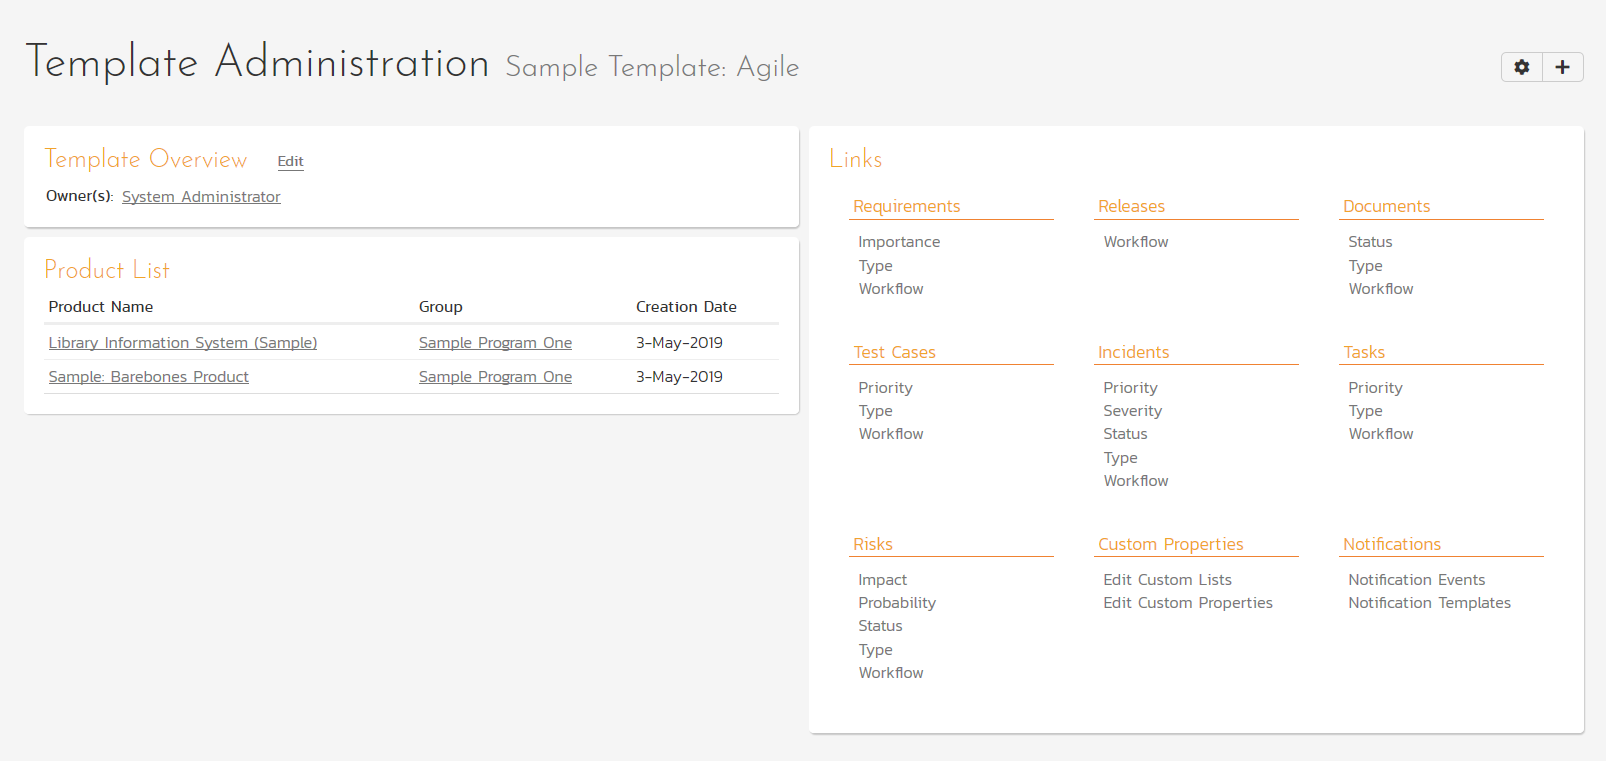 Template Administration Sample Template: Agile
Template Overview Edit
Owner(s): System Administrator
Product List
Product Name Group Creation Date
Library Information System (Sample) Sample Program One 3-May-2019
Sample: Barebones Product Sample Program One 3-May-2019
Links
Requirements
Importance
Type
Workflow
Releases
Workflow
Documents
Status
Type
Workflow
Test Cases
Priority
Type
Workflow
Incidents
Priority
Severity
Status
Type
Workflow
Tasks
Priority
Type
Workflow
Risks
Impact
Probability
Status
Type
Workflow
Custom Properties
Edit Custom Lists
Edit Custom Properties
Notifications
Notification Events
Notification Templates